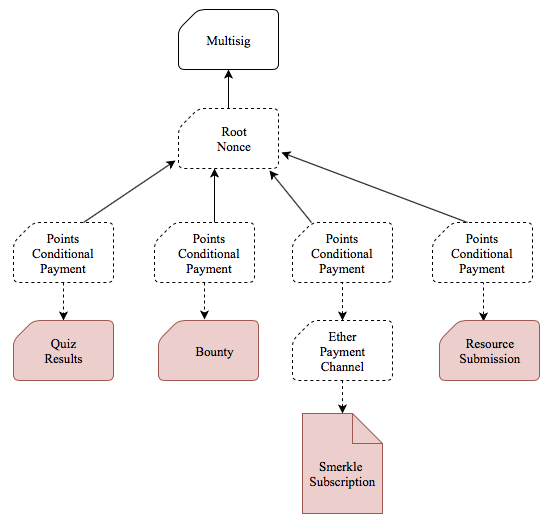 Multisig
Root
Nonce
Points
Conditional
Payment
Points
Conditional
Payment
Points
Conditional
Payment
Points
Conditional
Payment
Quiz
Results
Bounty
Ether
Payment
Channel
Resource
Submission
Smerkle
Subscription